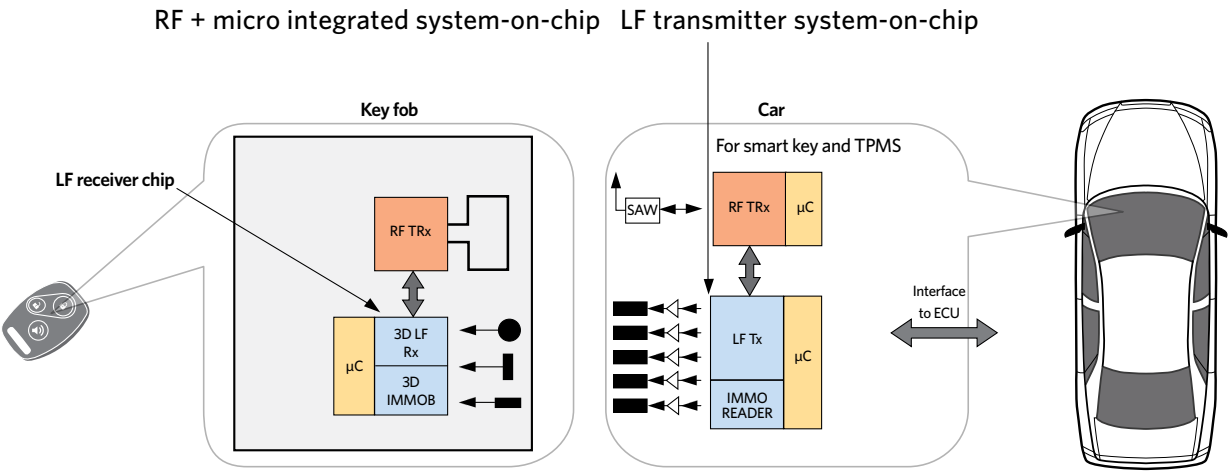 RF + micro integrated system-on-chip
LF transmitter system-on-chip
Key fob
Car
For smart key and TPMS
LF receiver chip
RF TRx
SAW
RF TRx
µC
Interface
to ECU
µC
3D LF
Rx
3D
IMMOB
LF Tx
µC
IMMO
READER